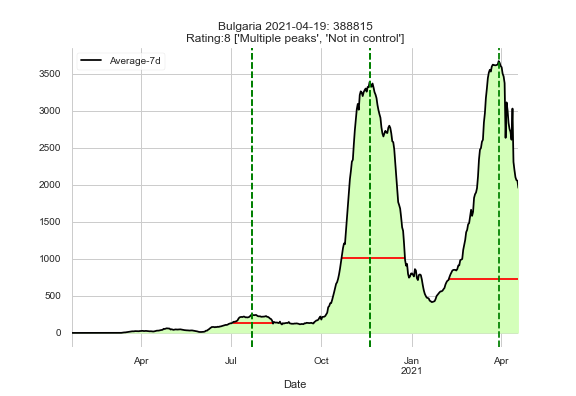 Bulgaria 2021-04-19: 388815
Rating:8 ['Multiple peaks', 'Not in control']
Average-7d
3500
3000
2500
2000
1500
1000
500
0
Apr
Jul
Oct
Jan
2021
Apr
Date